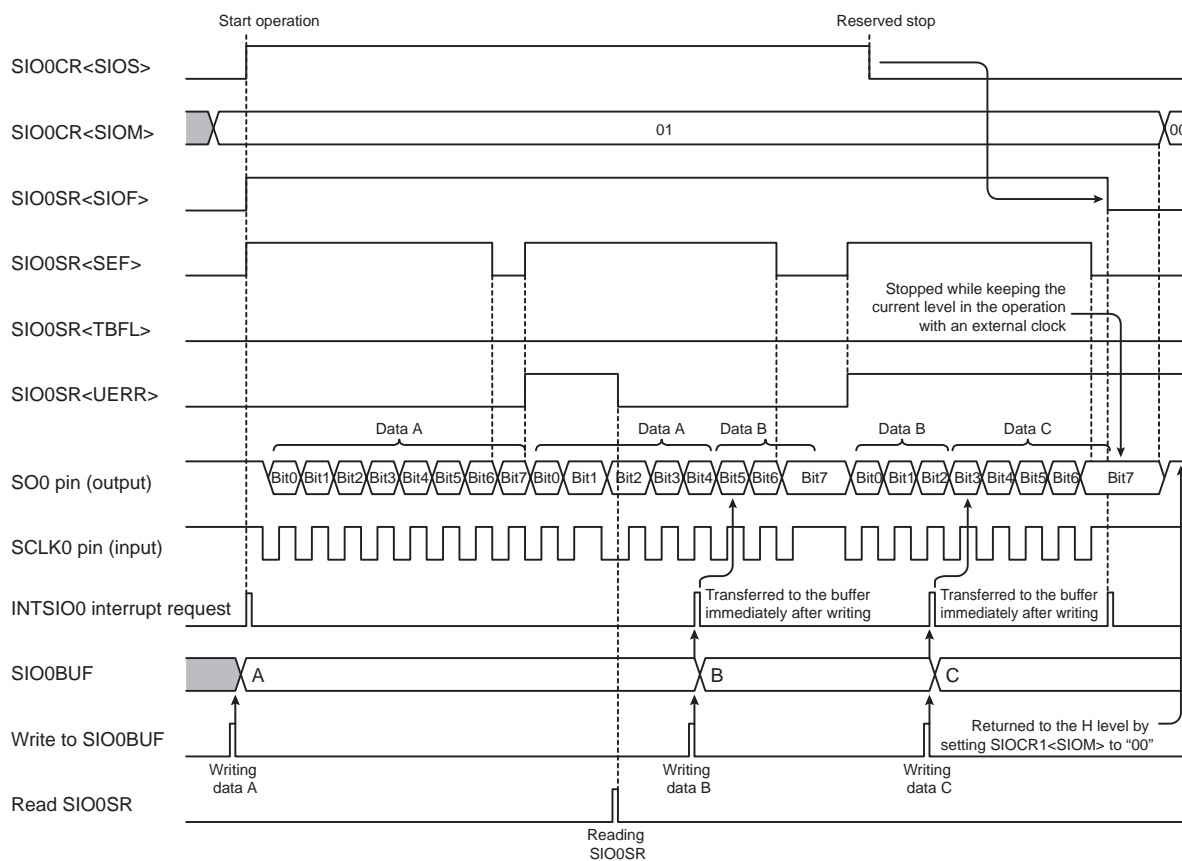 Start operation
Reserved stop
SIO0CR<SIOS>
SIO0CR<SIOM>
01
00
SIO0SR<SIOF>
SIO0SR<SEF>
Stopped while keeping the
current level in the operation
with an external clock
SIO0SR<TBFL>
SIO0SR<UERR>
Data A
Data A
Data B
Data B
Data C
SO0 pin (output)
Bit0 Bit1 Bit2 Bit3 Bit4 Bit5 Bit6 Bit7 Bit0 Bit1 Bit2 Bit3 Bit4 Bit5 Bit6 Bit7 Bit0 Bit1 Bit2 Bit3 Bit4 Bit5 Bit6 Bit7
SCLK0 pin (input)
INTSIO0 interrupt request
Transferred to the buffer
immediately after writing
Transferred to the buffer
immediately after writing
SIO0BUF
A
B
C
Write to SIO0BUF
Returned to the H level by
setting SIOCR1<SIOM> to “00”
Writing
data A
Writing
data B
Writing
data C
Read SIO0SR
Reading
SIO0SR